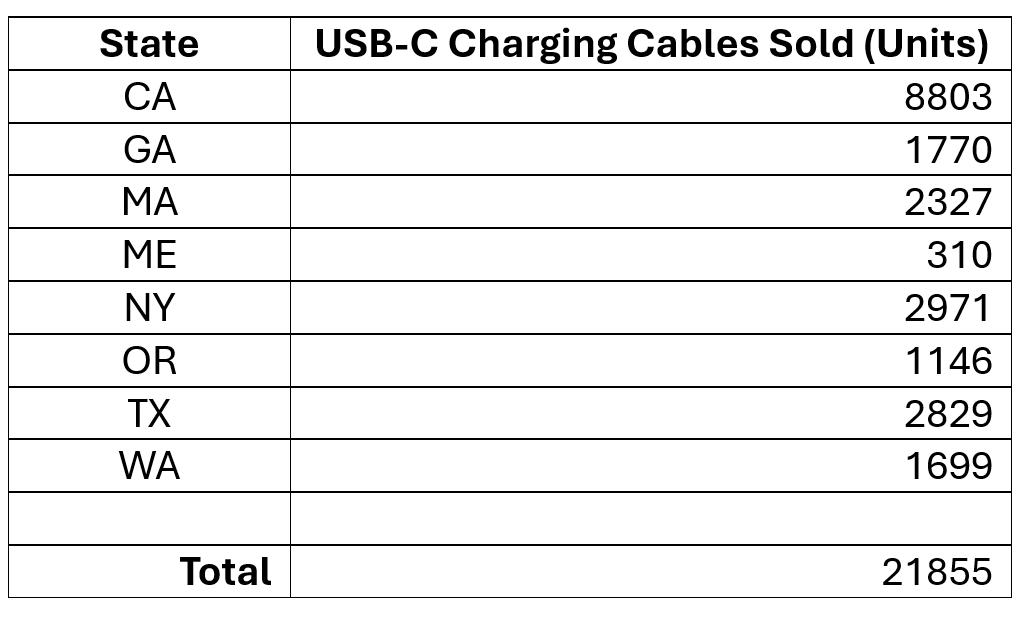 State USB-C Charging Cables Sold (Units)
CA 8803
GA 1770
MA 2327
ME 310
NY 2971
OR 1146
TX 2829
WA 1699
Total 21855